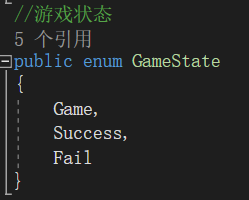 //游戏状态
5 个引用
public enum GameState
{
Game,
Success,
Fail
}